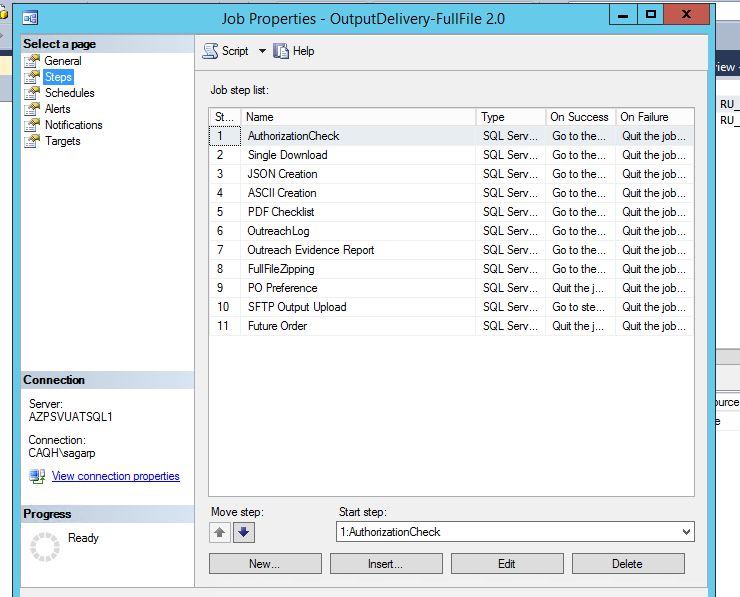 Job Properties - OutputDelivery-FullFile 2.0
Select a page
General
Steps
Schedules
Alerts
Notifications
Targets
Script
Help
Job step list:
St... Name Type On Success On Failure
1 AuthorizationCheck SQL Serv... Go to the... Quit the job...
2 Single Download SQL Serv... Go to the... Quit the job...
3 JSON Creation SQL Serv... Go to the... Quit the job...
4 ASCII Creation SQL Serv... Go to the... Quit the job...
5 PDF Checklist SQL Serv... Go to the... Quit the job...
6 OutreachLog SQL Serv... Go to the... Quit the job...
7 Outreach Evidence Report SQL Serv... Go to the... Quit the job...
8 FullFileZipping SQL Serv... Go to the... Quit the job...
9 PO Preference SQL Serv... Quit the j... Quit the job...
10 SFTP Output Upload SQL Serv... Go to ste... Quit the job...
11 Future Order SQL Serv... Quit the j... Quit the job...
Connection
Server:
AZPSVUATSQL1
Connection:
CAQH\sagarp
View connection properties
Progress
Ready
Move step:
Start step:
1:AuthorizationCheck
New...
Insert...
Edit
Delete
RU_
RU_